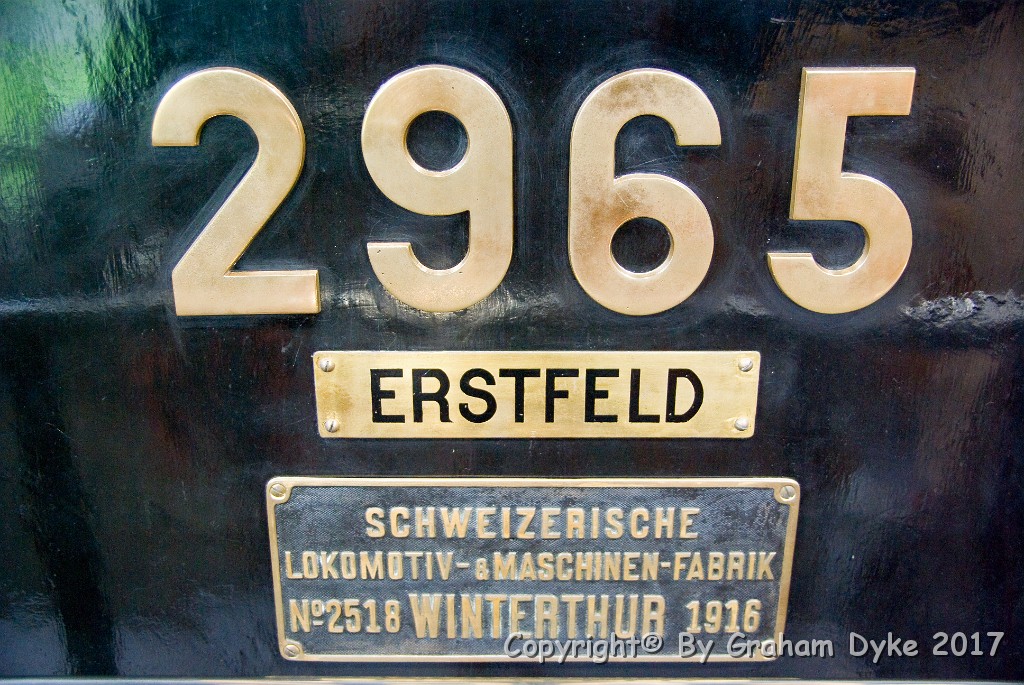 2965
ERSTFELD
SCHWEIZERISCHE
LOKOMOTIV-&MASCHINEN-FABRIK
Nº2518 WINTERTHUR 1916
Copyright® By Graham Dyke 2017